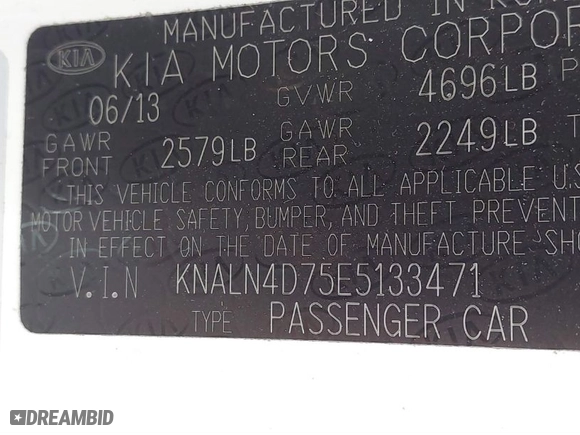 MANUFACTURED IN
KIA KIA MOTORS
06/13 GVWR 4696LB
GAWR FRONT 2579LB GAWR REAR 2249LB
THIS VEHICLE CONFORMS TO ALL APPLICABLE U.S
MOTOR VEHICLE SAFETY, BUMPER, AND THEFT
IN EFFECT ON THE DATE OF MANUFACTURE
V.I.N KNALN4D75E5133471
TYPE PASSENGER CAR
DREAMBID